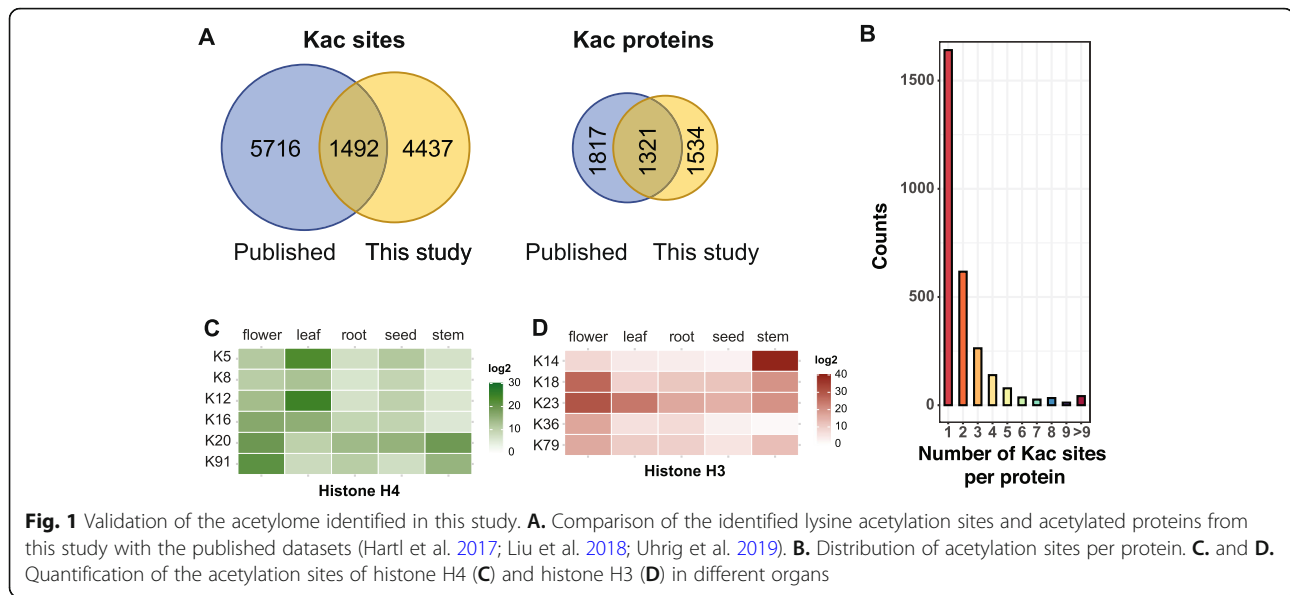 A
Kac sites
Kac proteins
5716
1492
4437
1817
1321
1534
Published
This study
Published
This study
B
1500
1000
500
0
Counts
1 2 3 4 5 6 7 8 9 >9
Number of Kac sites
per protein
C
flower leaf root seed stem
K5
K8
K12
K16
K20
K91
log2
30
20
10
0
Histone H4
D
flower leaf root seed stem
K14
K18
K23
K36
K79
log2
40
30
20
10
0
Histone H3
Fig. 1 Validation of the acetylome identified in this study. A. Comparison of the identified lysine acetylation sites and acetylated proteins from
this study with the published datasets (Hartl et al. 2017; Liu et al. 2018; Uhrig et al. 2019). B. Distribution of acetylation sites per protein. C. and D.
Quantification of the acetylation sites of histone H4 (C) and histone H3 (D) in different organs